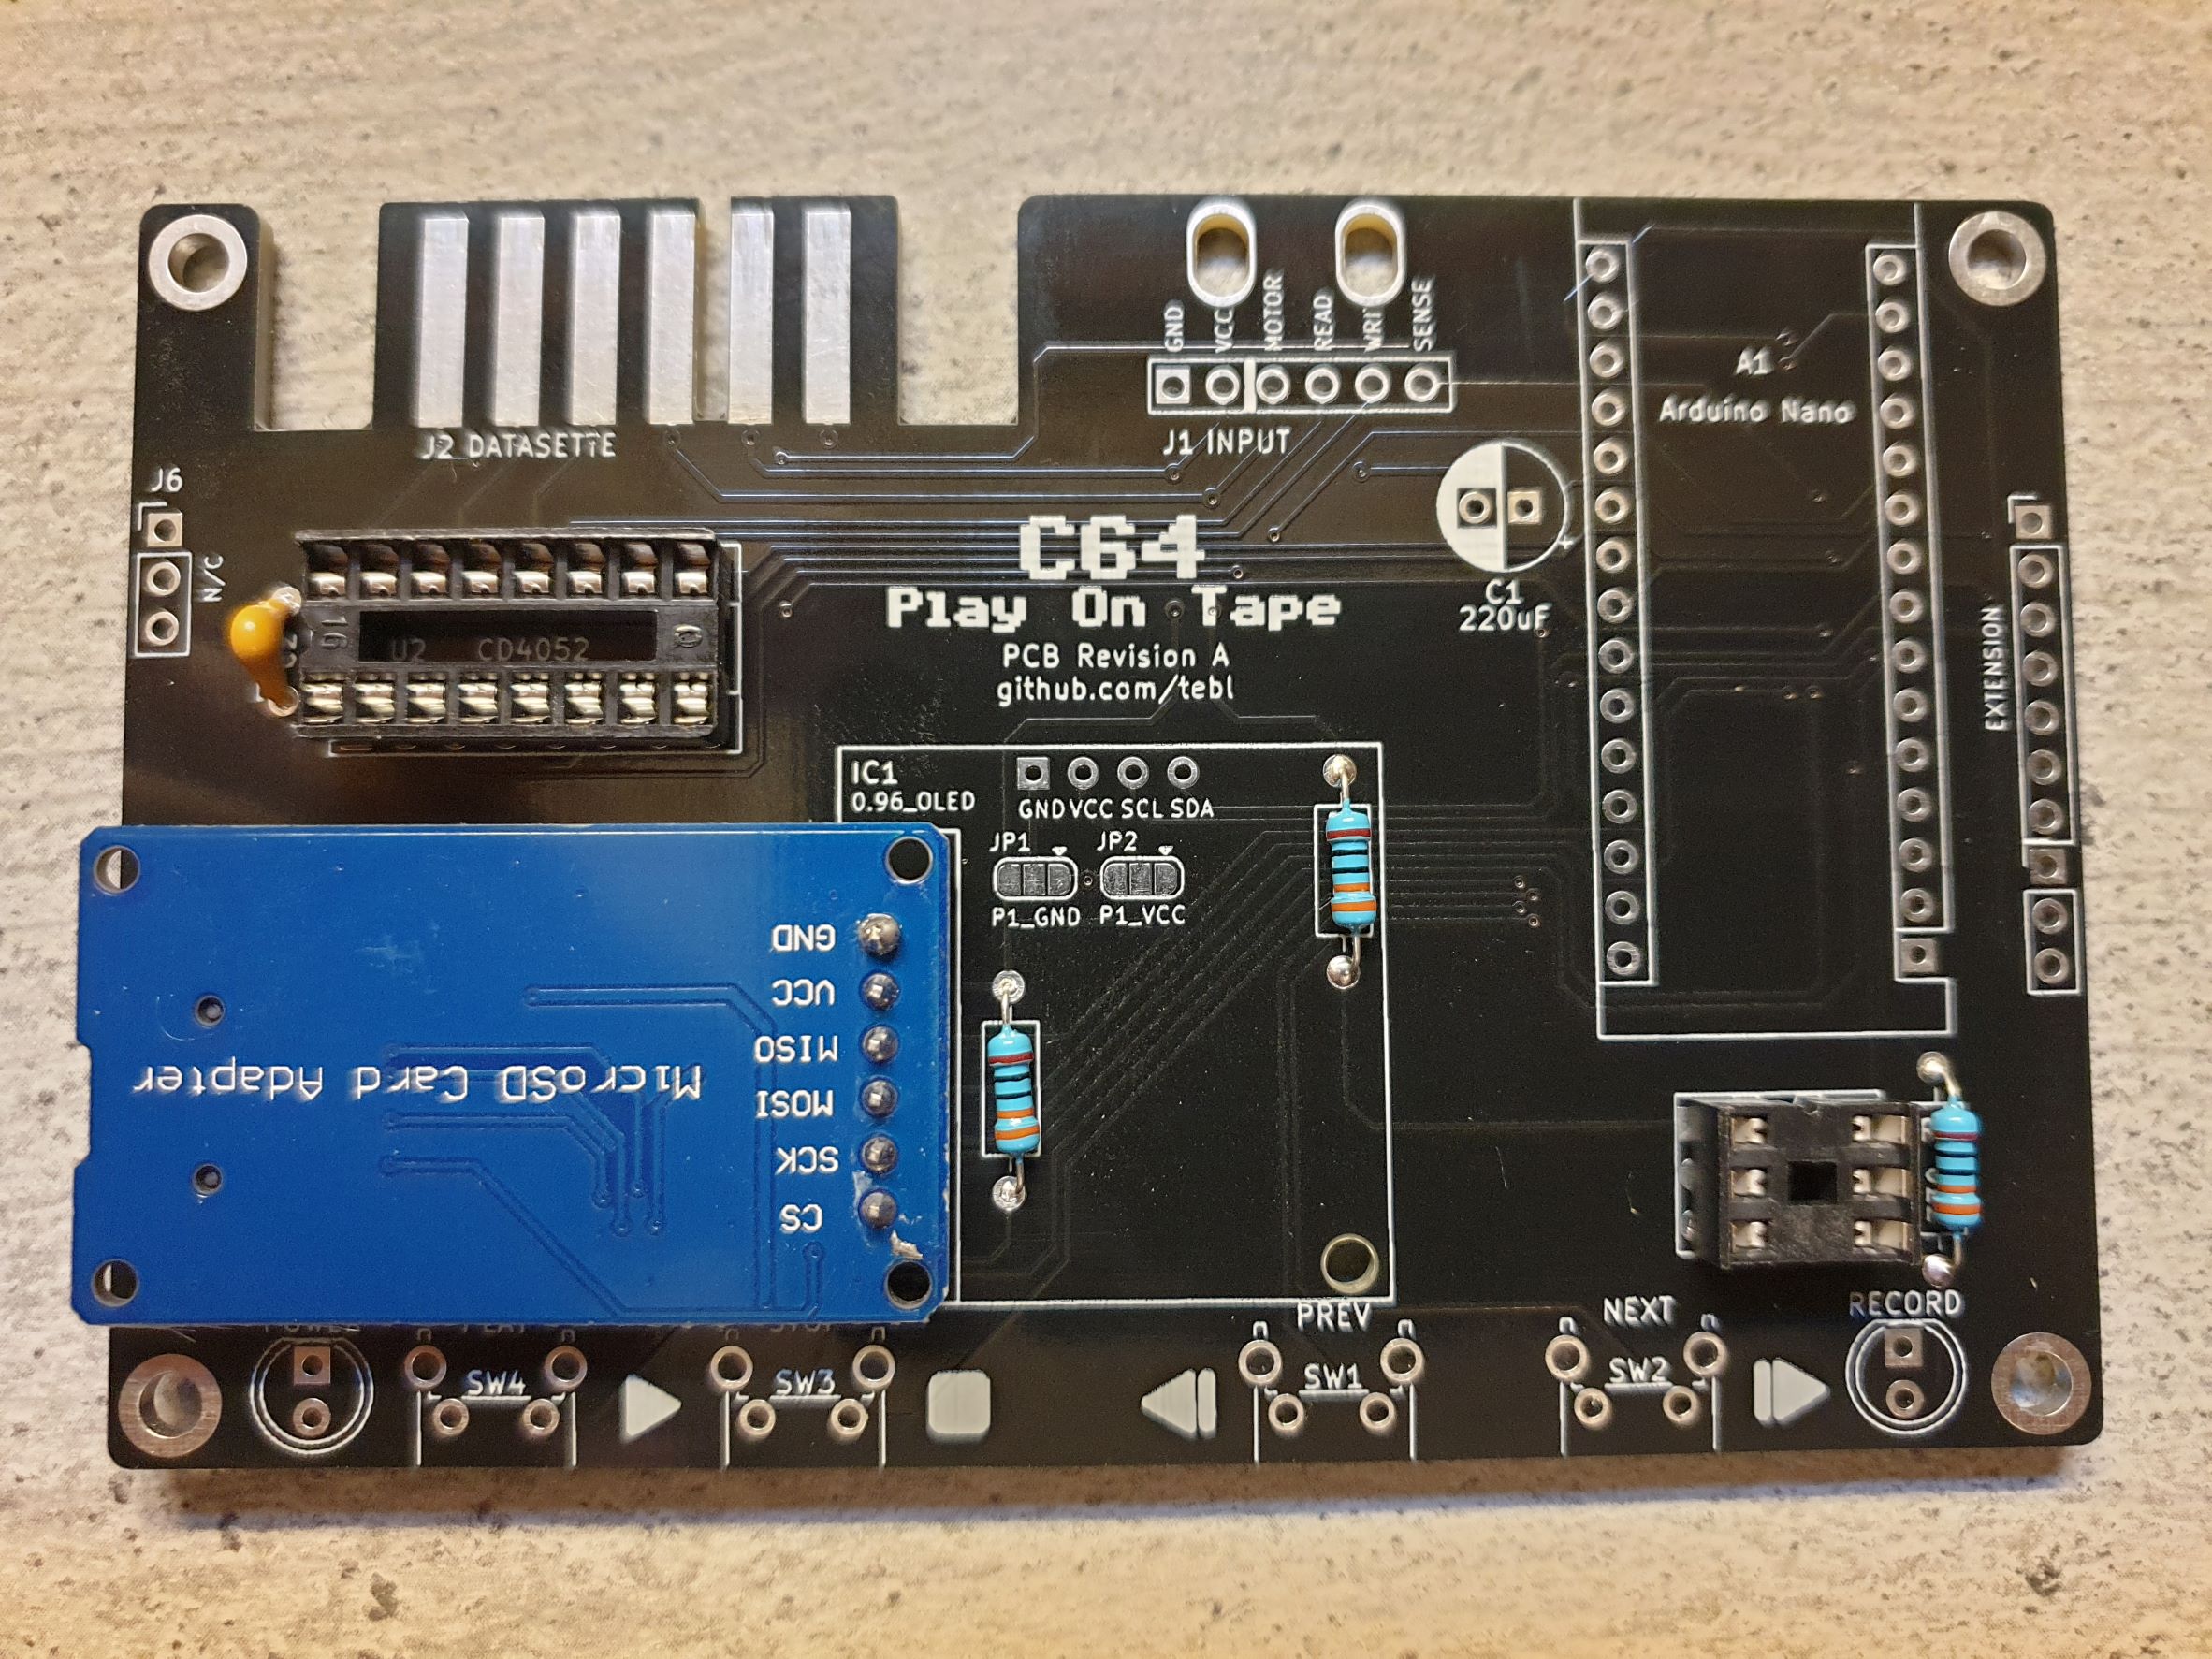 GND
VCC
MOTOR
READ
SENSE
J2 DATASETTE
J1 INPUT
A1
Arduino Nano
J6
N/C
C64
Play On Tape
PCB Revision A
github.com/tebl
16
U2 CD4052
C1
220uF
+
EXTENSION
IC1
0.96_OLED
GND VCC SCL SDA
JP1 JP2
P1_GND P1_VCC
GND
VCC
MISO
MOSI
SCK
CS
MicroSD Card Adapter
PREV
NEXT
RECORD
SW4
SW3
SW1
SW2